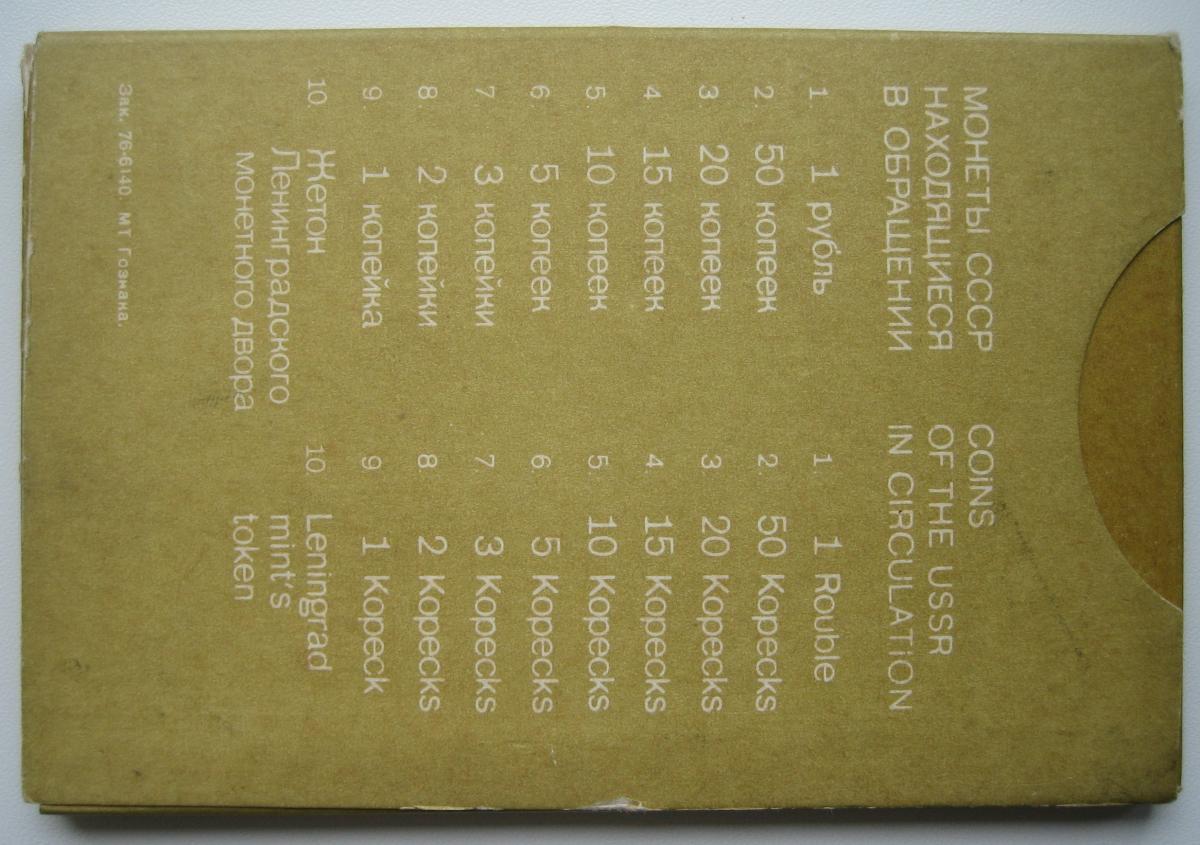 МОНЕТЫ СССР
НАХОДЯЩИЕСЯ
В ОБРАЩЕНИИ
1. 1 рубль
2. 50 копеек
3. 20 копеек
4. 15 копеек
5. 10 копеек
6. 5 копеек
7. 3 копейки
8. 2 копейки
9. 1 копейка
10. Жетон
Ленинградского
монетного двора
COiNS
OF THE USSR
IN CIRCULATiON
1. 1 Rouble
2. 50 Kopecks
3. 20 Kopecks
4. 15 Kopecks
5. 10 Kopecks
6. 5 Kopecks
7. 3 Kopecks
8. 2 Kopecks
9. 1 Kopeck
10. Leningrad
mint's
token
Зак. 76-6140. МТ Гознака.